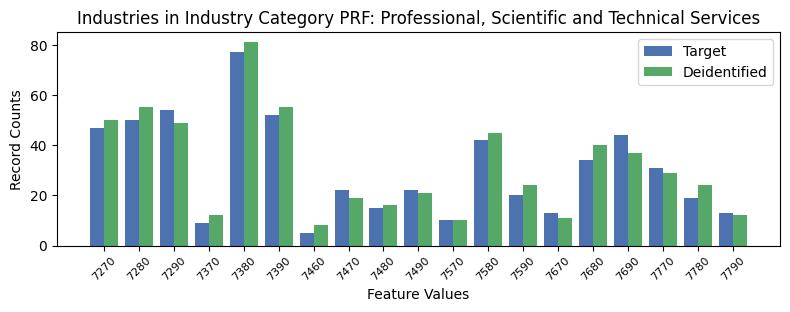 Industries in Industry Category PRF: Professional, Scientific and Technical Services
Target
Deidentified
Record Counts
80
60
40
20
0
7270 7280 7290 7370 7380 7390 7460 7470 7480 7490 7570 7580 7590 7670 7680 7690 7770 7780 7790
Feature Values